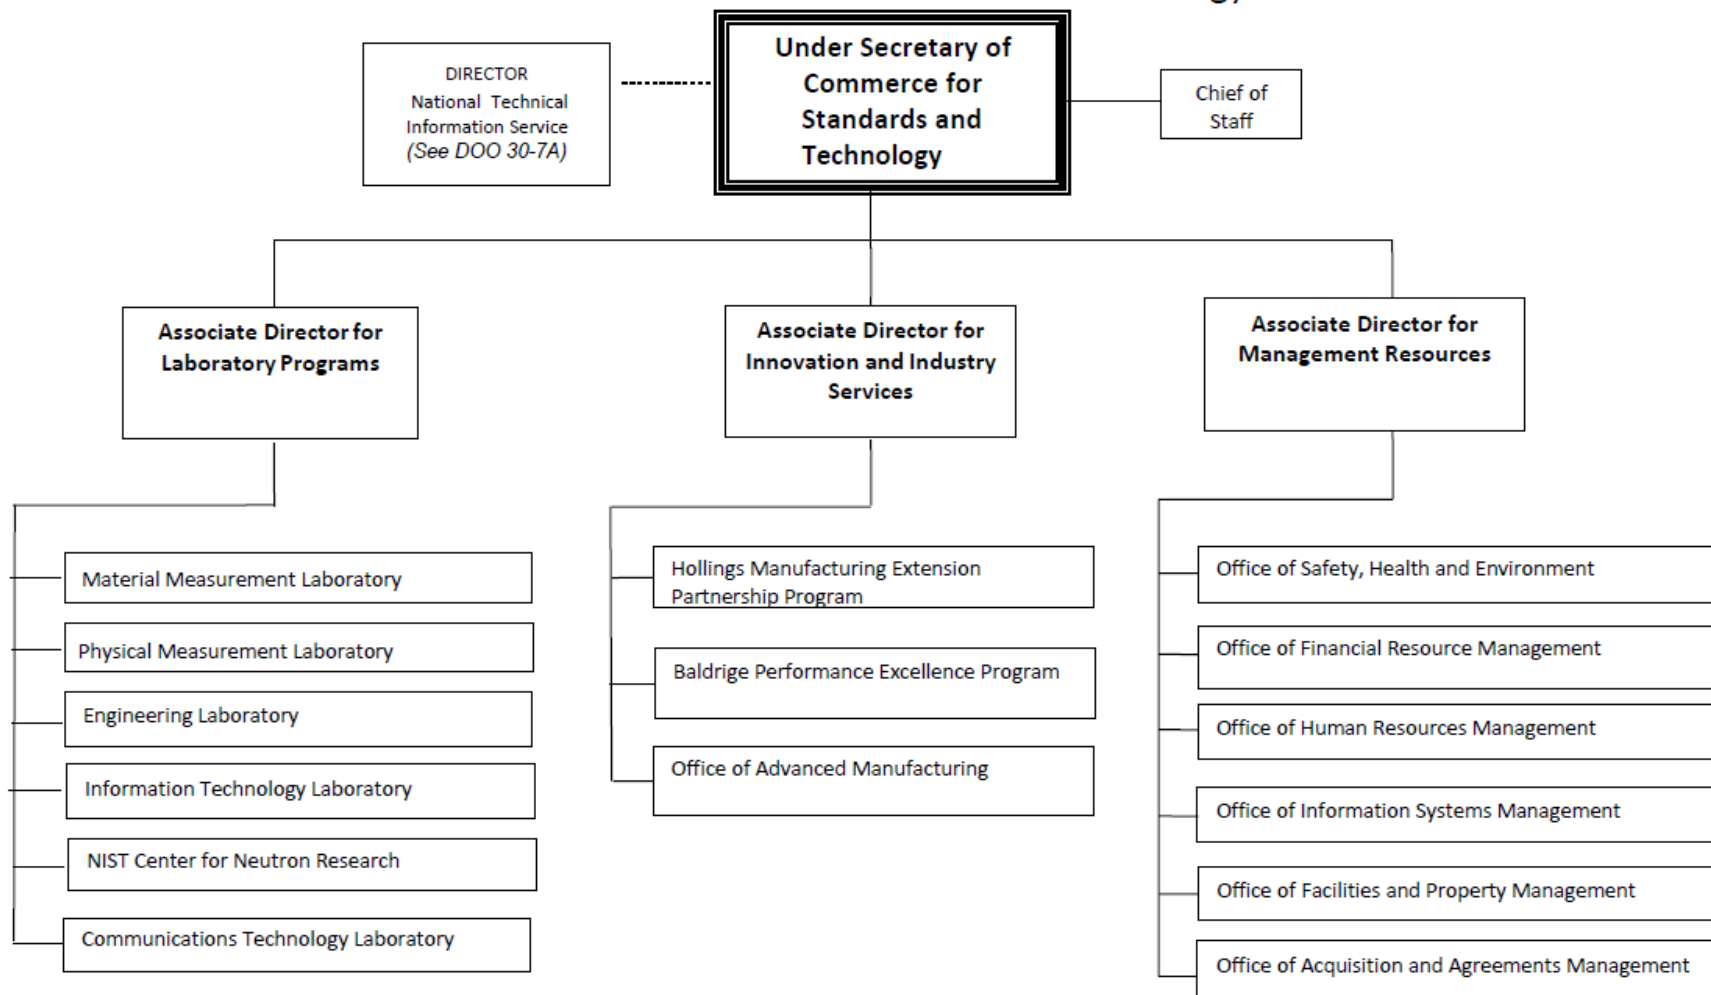 DIRECTOR
National Technical
Information Service
(See DOO 30-7A)
Under Secretary of
Commerce for
Standards and
Technology
Chief of
Staff
Associate Director for
Laboratory Programs
Associate Director for
Innovation and Industry
Services
Associate Director for
Management Resources
Material Measurement Laboratory
Physical Measurement Laboratory
Engineering Laboratory
Information Technology Laboratory
NIST Center for Neutron Research
Communications Technology Laboratory
Hollings Manufacturing Extension
Partnership Program
Baldrige Performance Excellence Program
Office of Advanced Manufacturing
Office of Safety, Health and Environment
Office of Financial Resource Management
Office of Human Resources Management
Office of Information Systems Management
Office of Facilities and Property Management
Office of Acquisition and Agreements Management